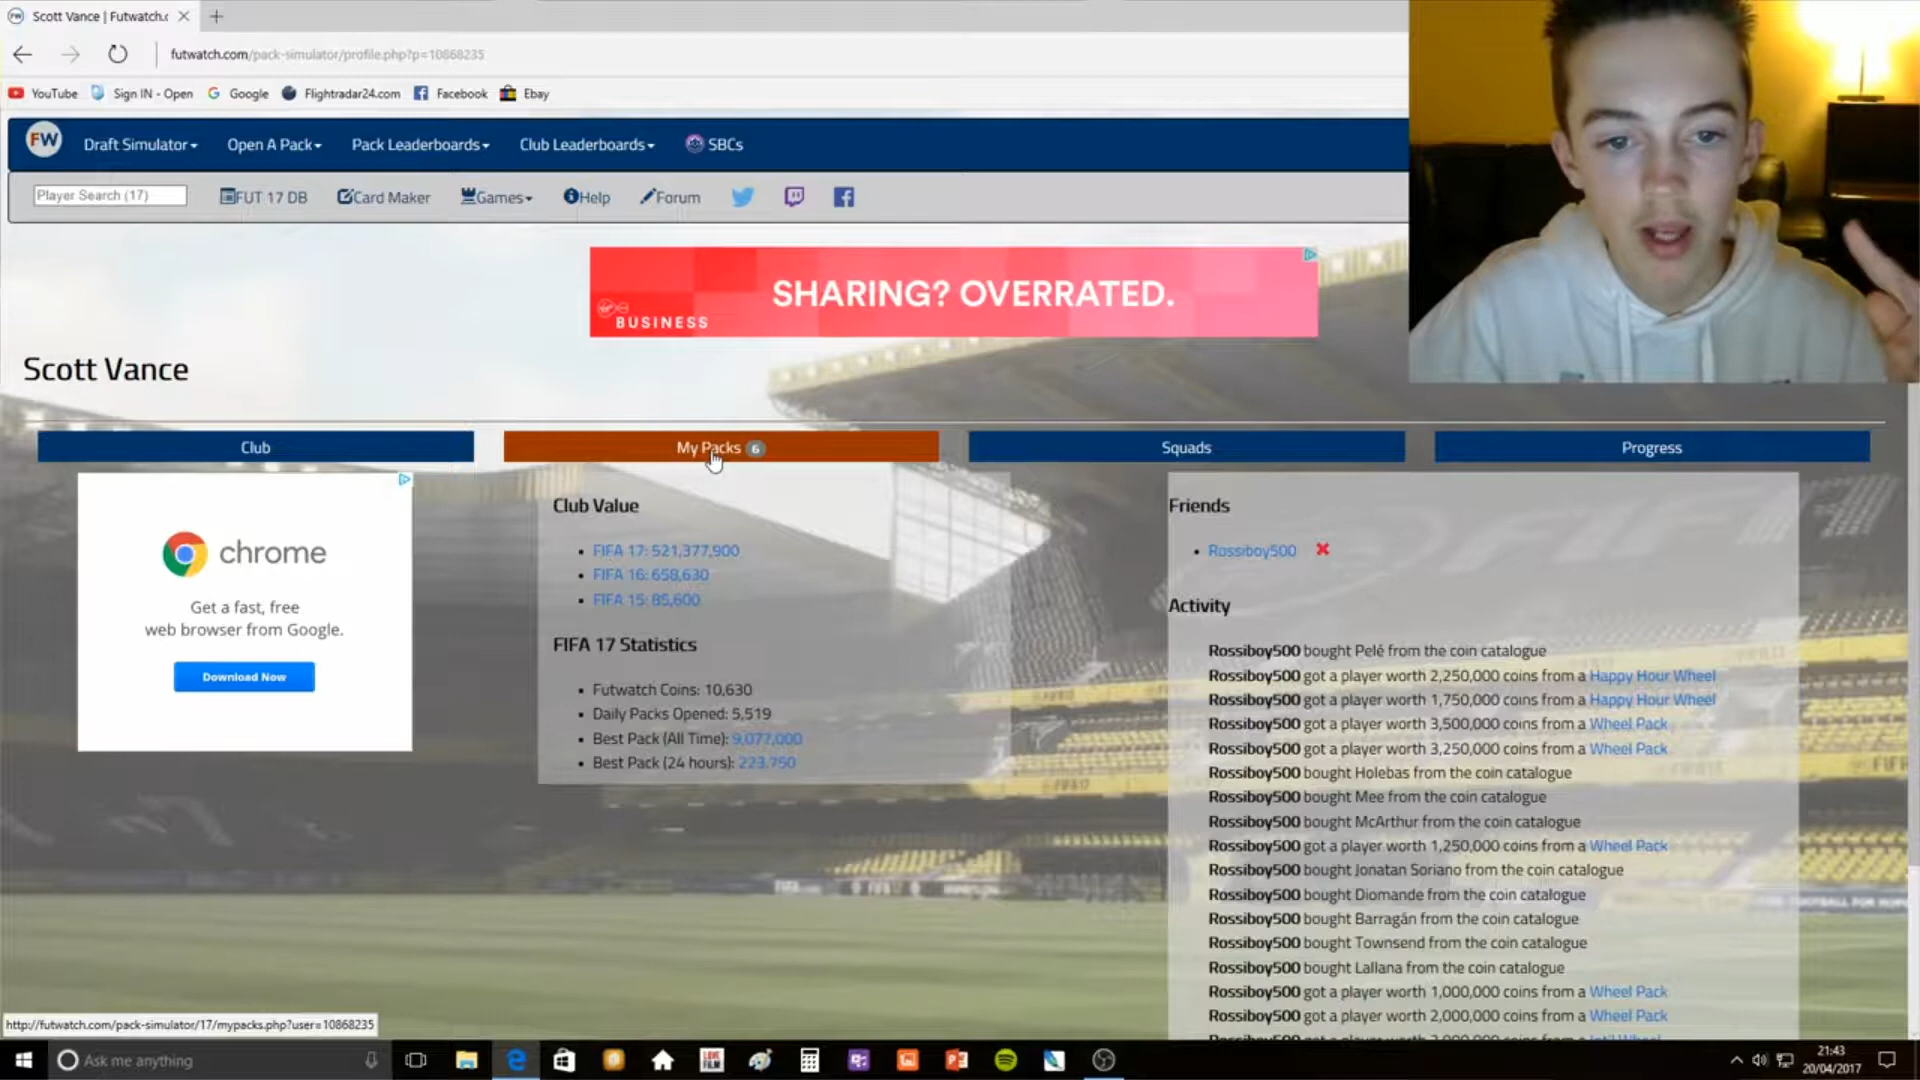 Scott Vance | Futwatch.c
futwatch.com/pack-simulator/profile.php?p=10868235
YouTube Sign IN - Open Google Flightradar24.com Facebook Ebay
FW Draft Simulator Open A Pack Pack Leaderboards Club Leaderboards SBCs
Player Search (17) FUT 17 DB Card Maker Games Help Forum
SHARING? OVERRATED.
BUSINESS
Scott Vance
Club My Packs 6 Squads Progress
chrome
Get a fast, free
web browser from Google.
Download Now
Club Value
FIFA 17: 521,377,900
FIFA 16: 658,630
FIFA 15: 85,600
FIFA 17 Statistics
Futwatch Coins: 10,630
Daily Packs Opened: 5,519
Best Pack (All Time): 9,077,000
Best Pack (24 hours): 223,750
Friends
Rossiboy500
Activity
Rossiboy500 bought Pelé from the coin catalogue
Rossiboy500 got a player worth 2,250,000 coins from a Happy Hour Wheel
Rossiboy500 got a player worth 1,750,000 coins from a Happy Hour Wheel
Rossiboy500 got a player worth 3,500,000 coins from a Wheel Pack
Rossiboy500 got a player worth 3,250,000 coins from a Wheel Pack
Rossiboy500 bought Holebas from the coin catalogue
Rossiboy500 bought Mee from the coin catalogue
Rossiboy500 bought McArthur from the coin catalogue
Rossiboy500 got a player worth 1,250,000 coins from a Wheel Pack
Rossiboy500 bought Jonatan Soriano from the coin catalogue
Rossiboy500 bought Diomande from the coin catalogue
Rossiboy500 bought Barragán from the coin catalogue
Rossiboy500 bought Townsend from the coin catalogue
Rossiboy500 bought Lallana from the coin catalogue
Rossiboy500 got a player worth 1,000,000 coins from a Wheel Pack
Rossiboy500 got a player worth 2,000,000 coins from a Wheel Pack
http://futwatch.com/pack-simulator/17/mypacks.php?user=10868235
Ask me anything
LOVE
FILM
21:43
20/04/2017